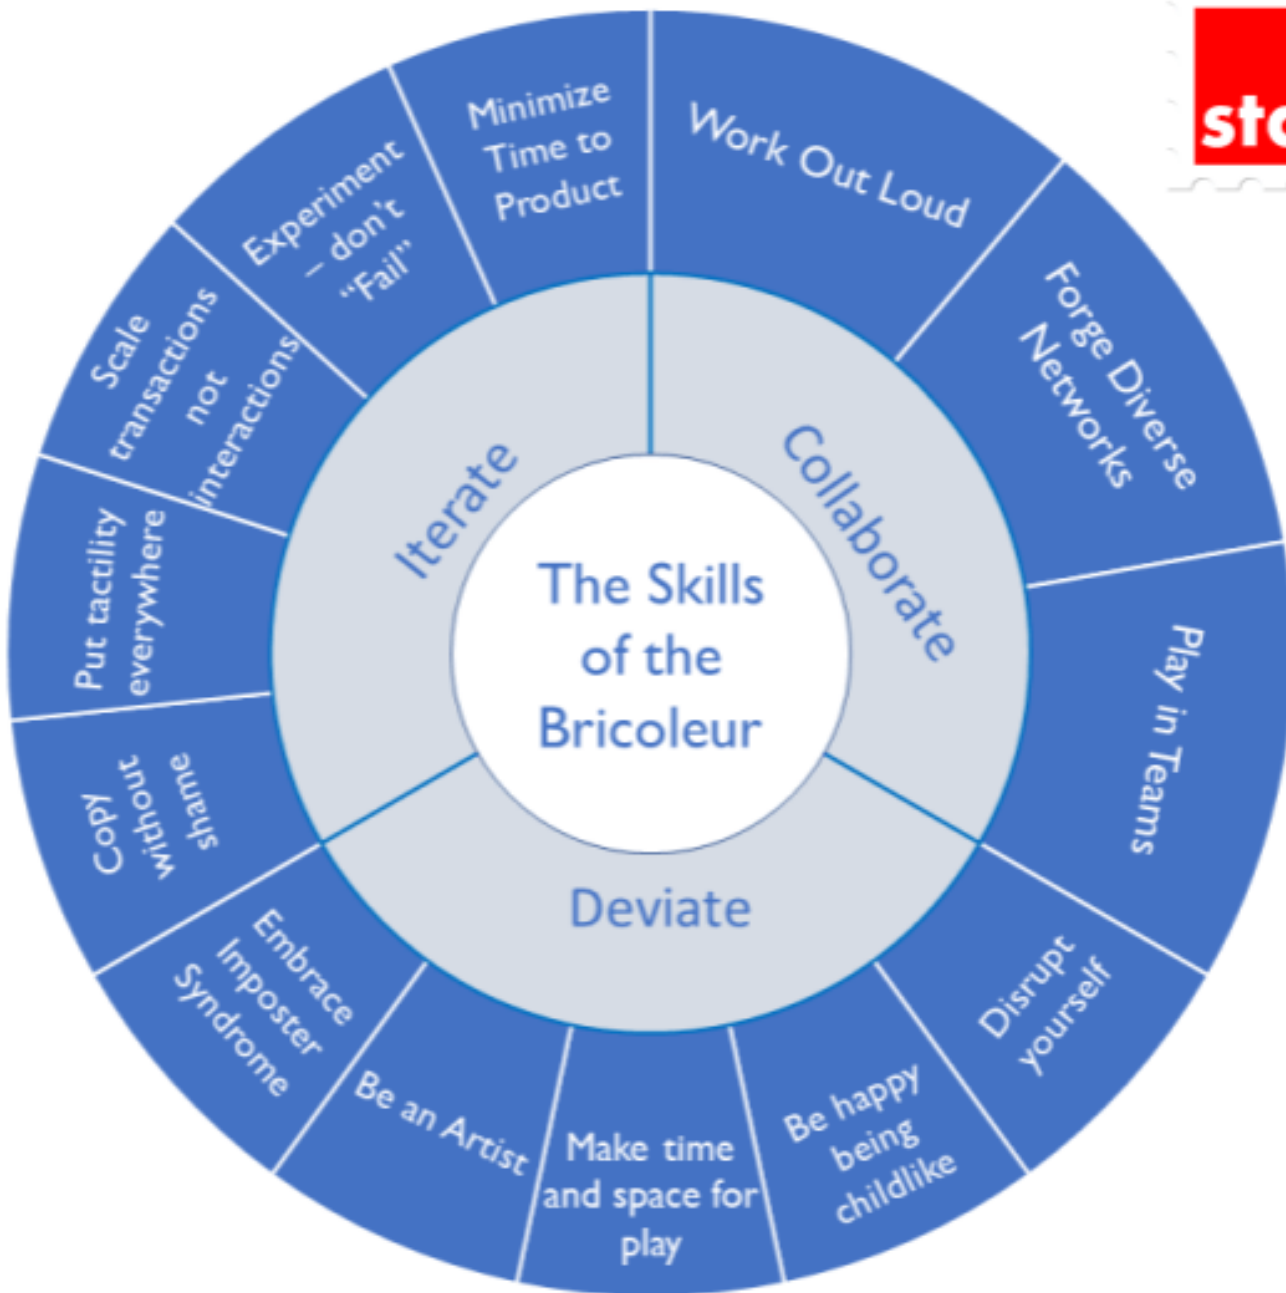 The Skills
of the
Bricoleur
Collaborate
Work Out Loud
Forge Diverse
Networks
Play in Teams
Deviate
Disrupt
yourself
Be happy
being
childlike
Make time
and space for
play
Be an Artist
Embrace
Imposter
Syndrome
Iterate
Copy
without
shame
Put tactility
everywhere
Scale
transactions
not
interactions
Experiment
– don't
“Fail”
Minimize
Time to
Product